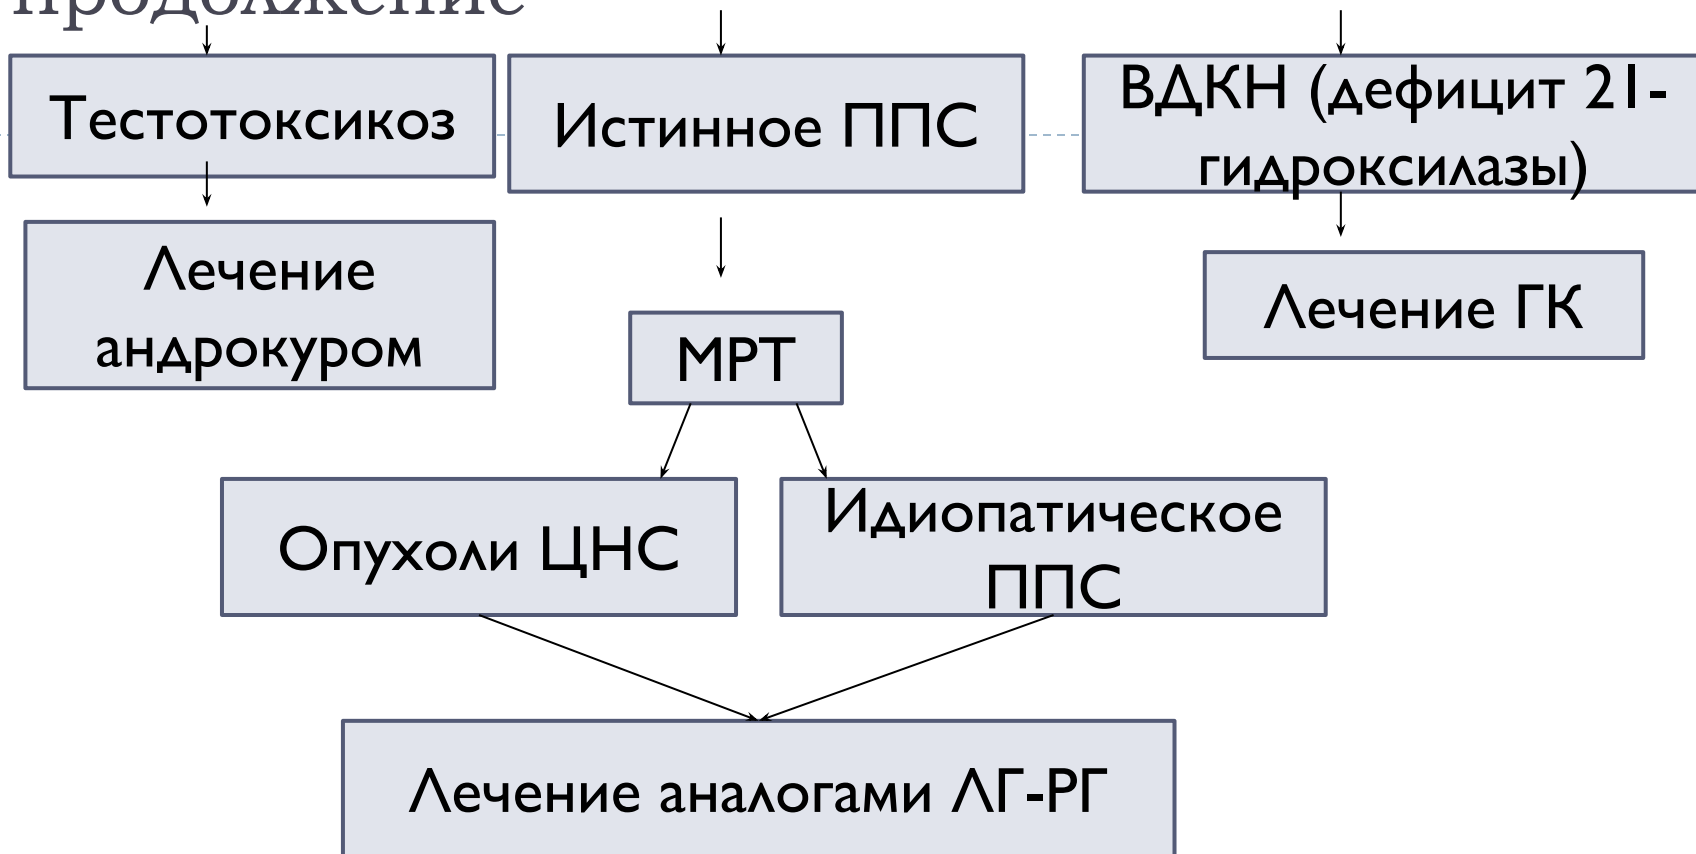 продолжение
Тестотоксикоз
Истинное ППС
ВДКН (дефицит 21-
гидроксилазы)
Лечение
андрокуром
МРТ
Лечение ГК
Опухоли ЦНС
Идиопатическое
ППС
Лечение аналогами ЛГ-РГ